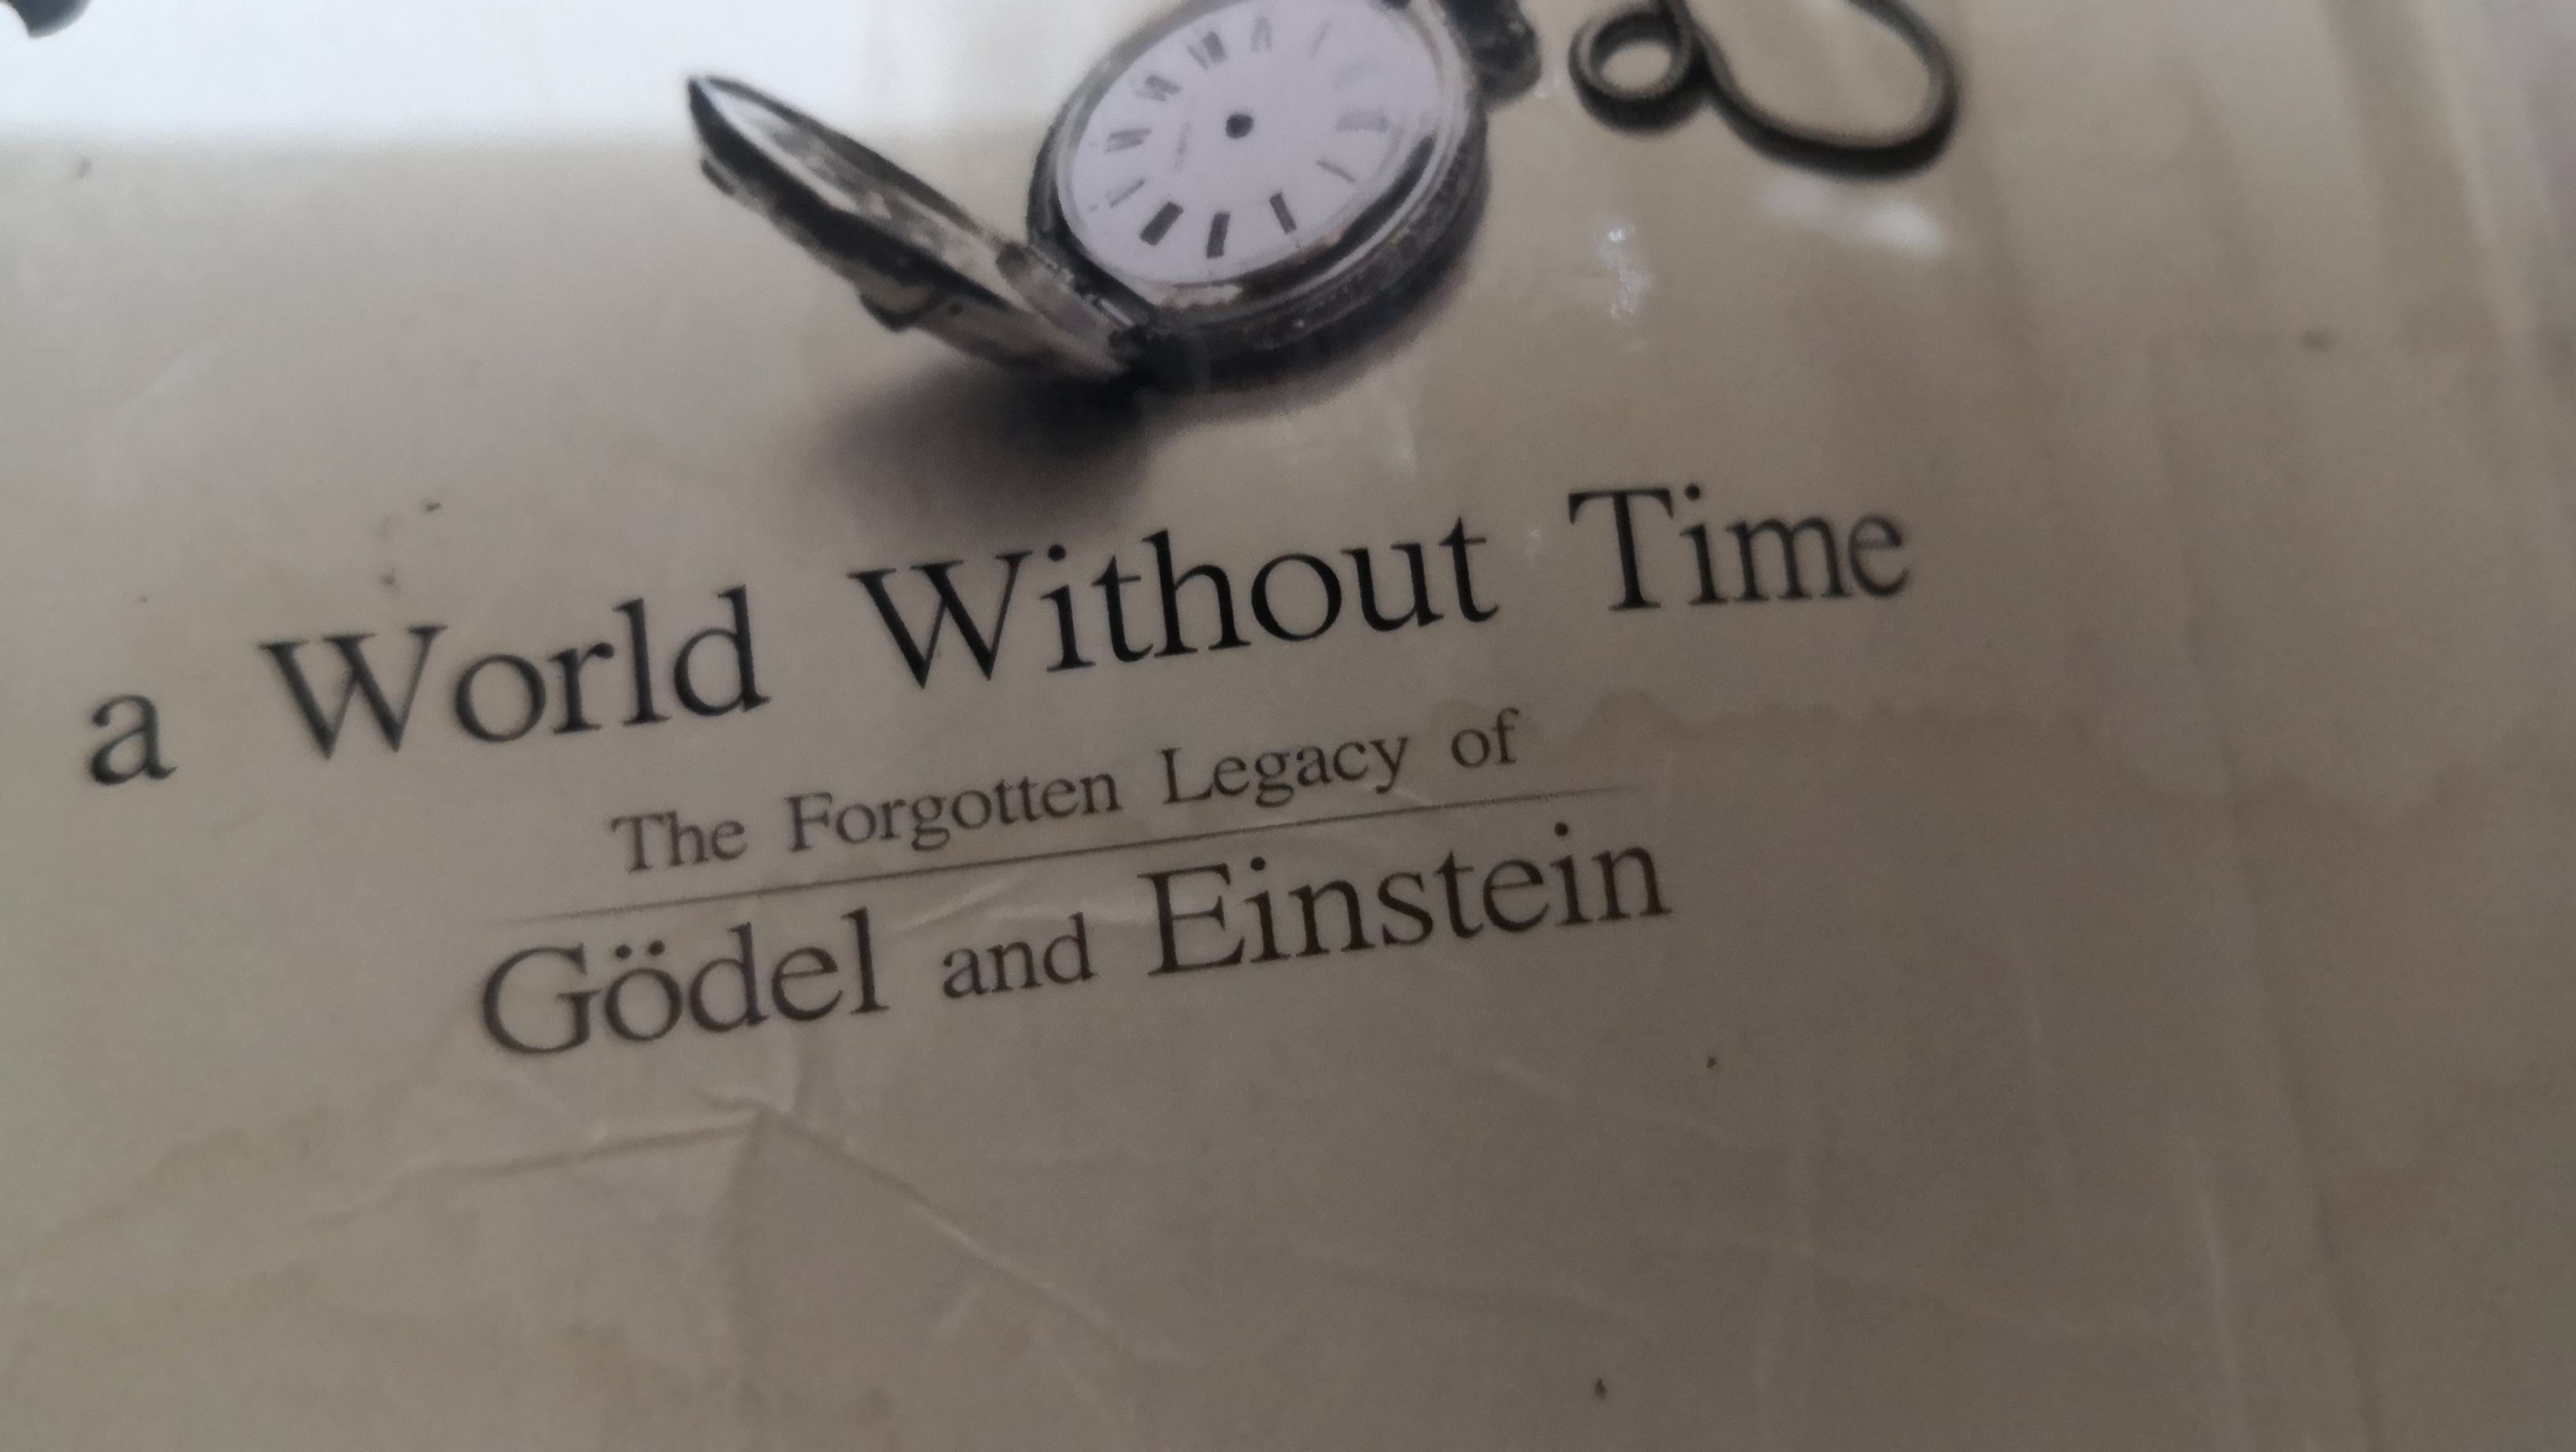 a World Without Time
The Forgotten Legacy of
Gödel and Einstein